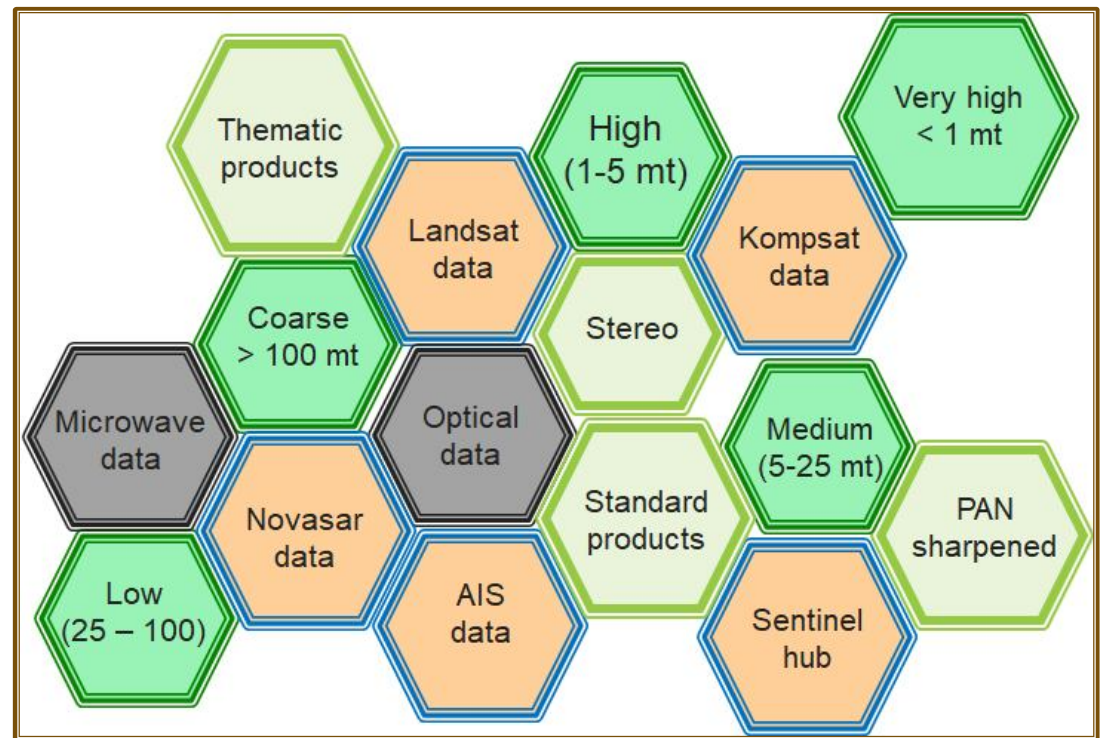 Very high
< 1 mt
Thematic
products
High
(1-5 mt)
Landsat
data
Kompsat
data
Coarse
> 100 mt
Stereo
Microwave
data
Optical
data
Medium
(5-25 mt)
Novasar
data
Standard
products
PAN
sharpened
Low
(25 – 100)
AIS
data
Sentinel
hub